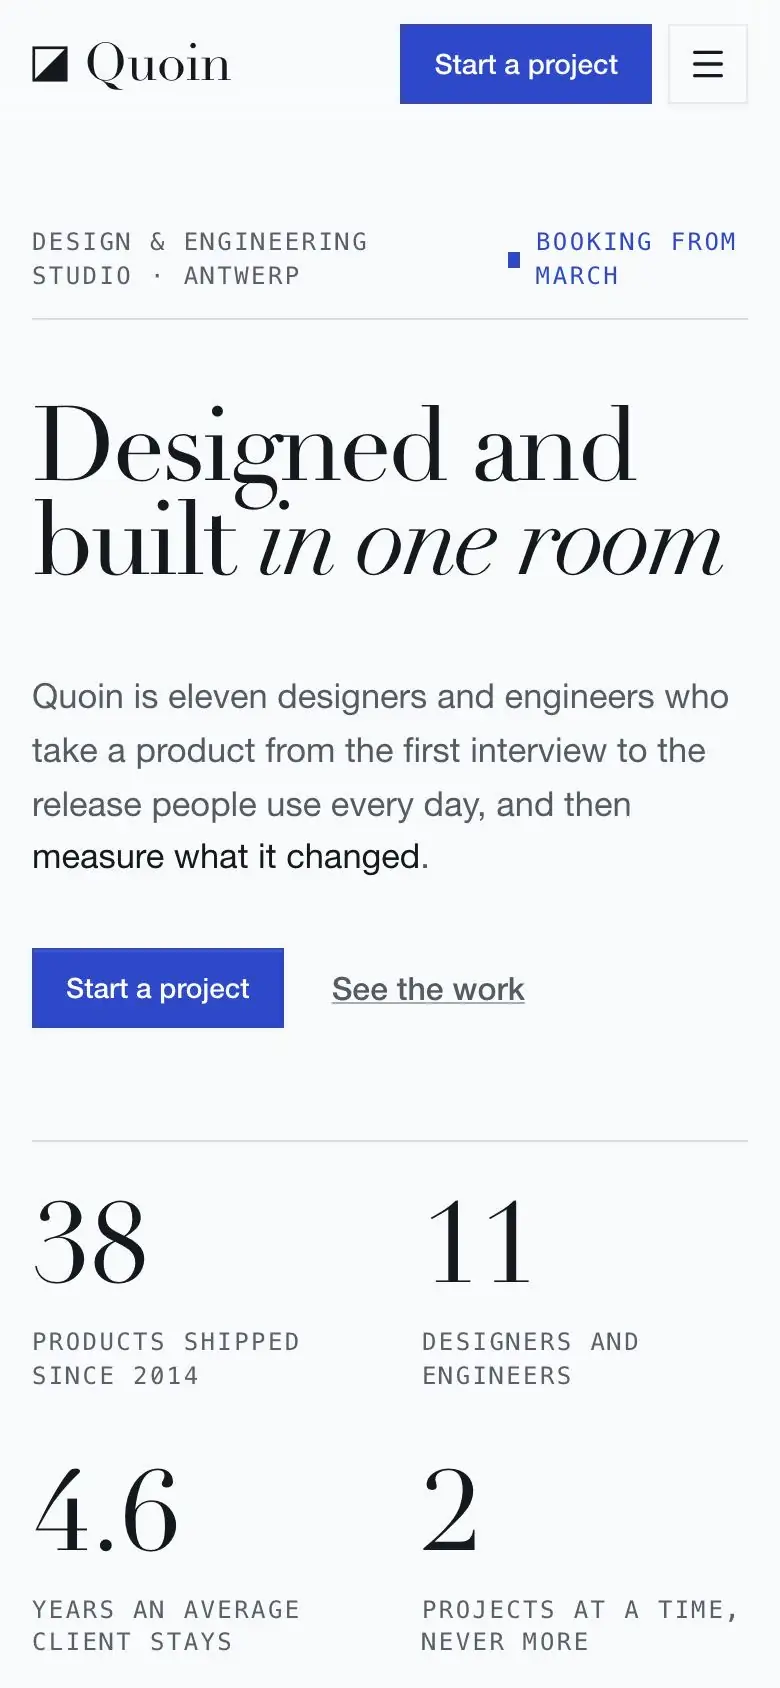 Quoin
Start a project
DESIGN & ENGINEERING
STUDIO · ANTWERP
BOOKING FROM
MARCH
Designed and
built in one room
Quoin is eleven designers and engineers who
take a product from the first interview to the
release people use every day, and then
measure what it changed.
Start a project
See the work
38
PRODUCTS SHIPPED
SINCE 2014
11
DESIGNERS AND
ENGINEERS
4.6
YEARS AN AVERAGE
CLIENT STAYS
2
PROJECTS AT A TIME,
NEVER MORE